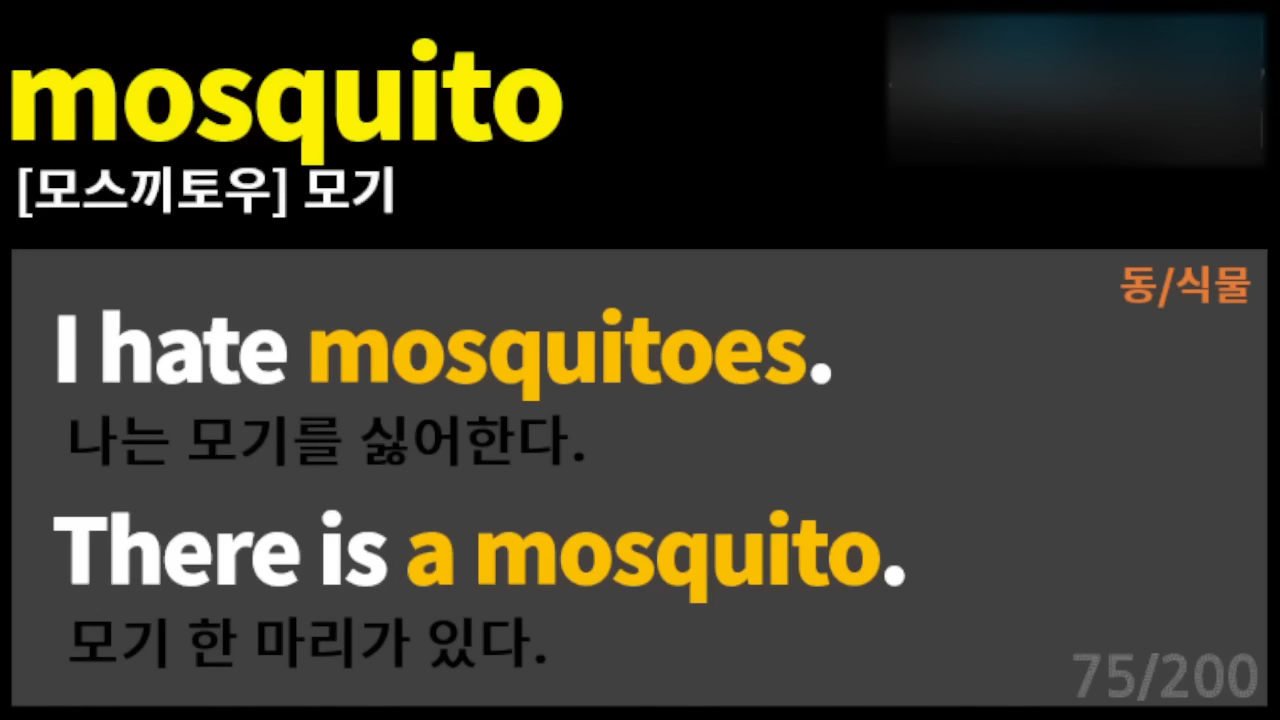 mosquito
[모스끼토우] 모기
동/식물
I hate mosquitoes.
나는 모기를 싫어한다.
There is a mosquito.
모기 한 마리가 있다.
75/200